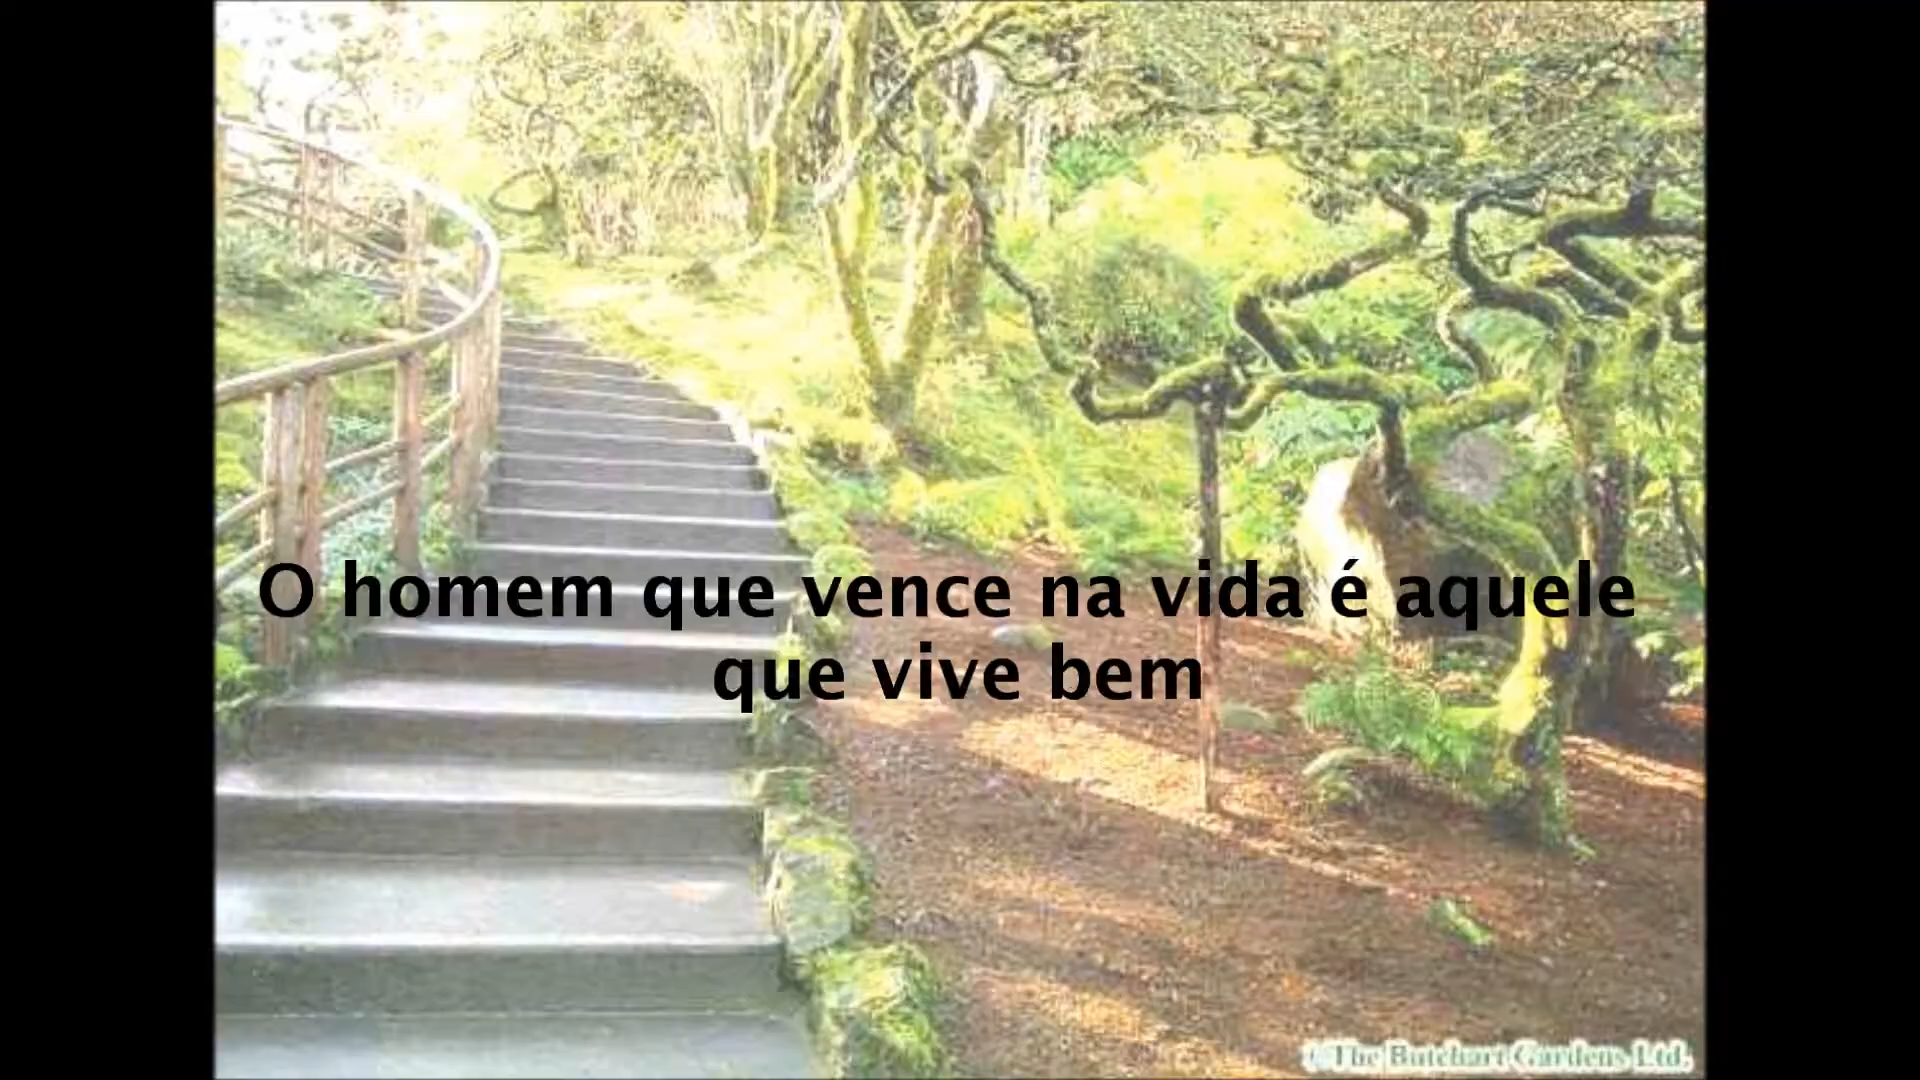 O homem que vence na vida é aquele
que vive bem
©The Butchart Gardens Ltd.